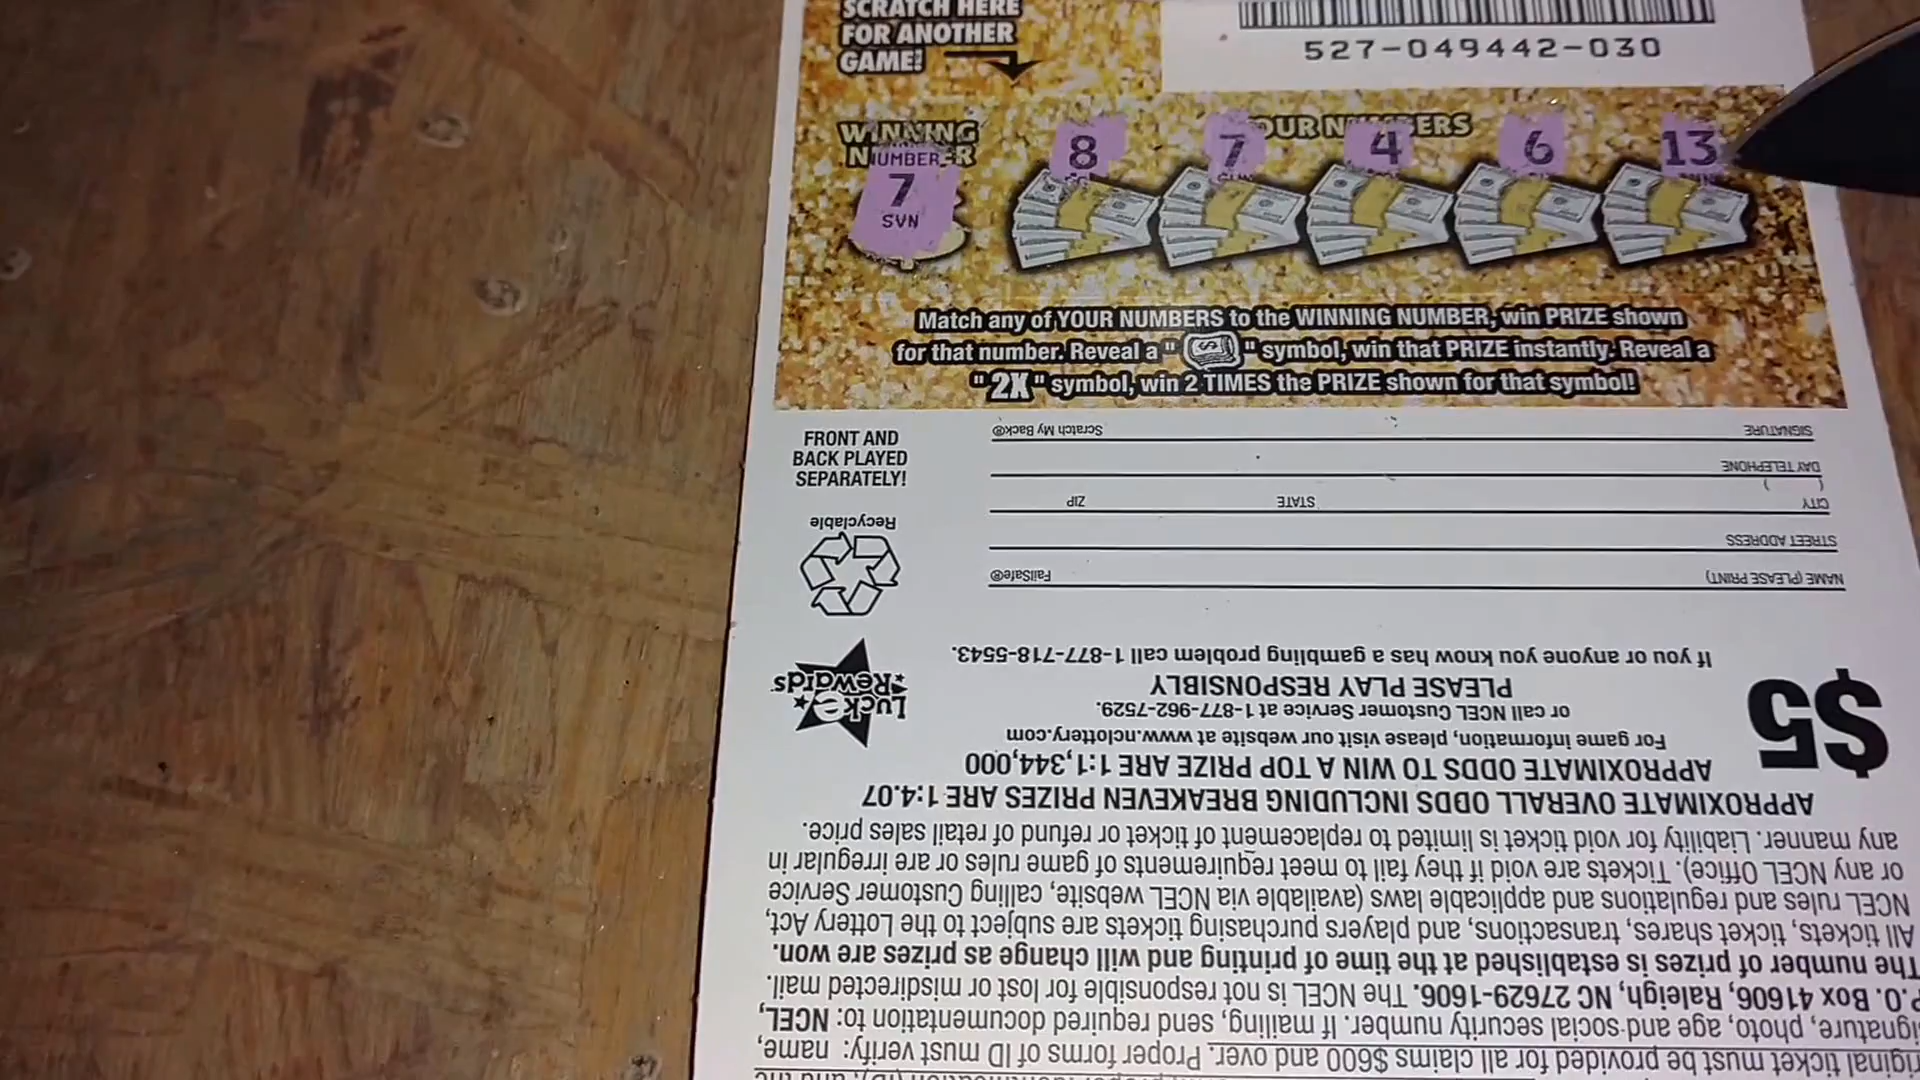 SCRATCH HERE
FOR ANOTHER
GAME!
527-049442-030
WINNING
NUMBER
7
SVN
YOUR NUMBERS
8
7
4
6
13
Match any of YOUR NUMBERS to the WINNING NUMBER, win PRIZE shown
for that number. Reveal a " " symbol, win that PRIZE instantly. Reveal a
"2X" symbol, win 2 TIMES the PRIZE shown for that symbol!
FRONT AND
BACK PLAYED
SEPARATELY!
original ticket must be provided for all claims $600 and over. Proper forms of ID must verify: name,
signature, photo, age and social security number. If mailing, send required documentation to: NCEL,
P.O. Box 41606, Raleigh, NC 27629-1606. The NCEL is not responsible for lost or misdirected mail.
The number of prizes is established at the time of printing and will change as prizes are won.
All tickets, ticket shares, transactions, and players purchasing tickets are subject to the Lottery Act,
NCEL rules and regulations and applicable laws (available via NCEL website, calling Customer Service
or any NCEL Office). Tickets are void if they fail to meet requirements of game rules or are irregular in
any manner. Liability for void ticket is limited to replacement of ticket or refund of retail sales price.
APPROXIMATE OVERALL ODDS INCLUDING BREAKEVEN PRIZES ARE 1:4.07
APPROXIMATE ODDS TO WIN A TOP PRIZE ARE 1:1,344,000
$5
For game information, please visit our website at www.nclottery.com
or call NCEL Customer Service at 1-877-962-7529.
PLEASE PLAY RESPONSIBLY
If you or anyone you know has a gambling problem call 1-877-718-5543.
Luck-e
Rewards
NAME (PLEASE PRINT)
FailSafe®
STREET ADDRESS
CITY
STATE
ZIP
( )
DAY TELEPHONE
SIGNATURE
Scratch My Back®
Recyclable